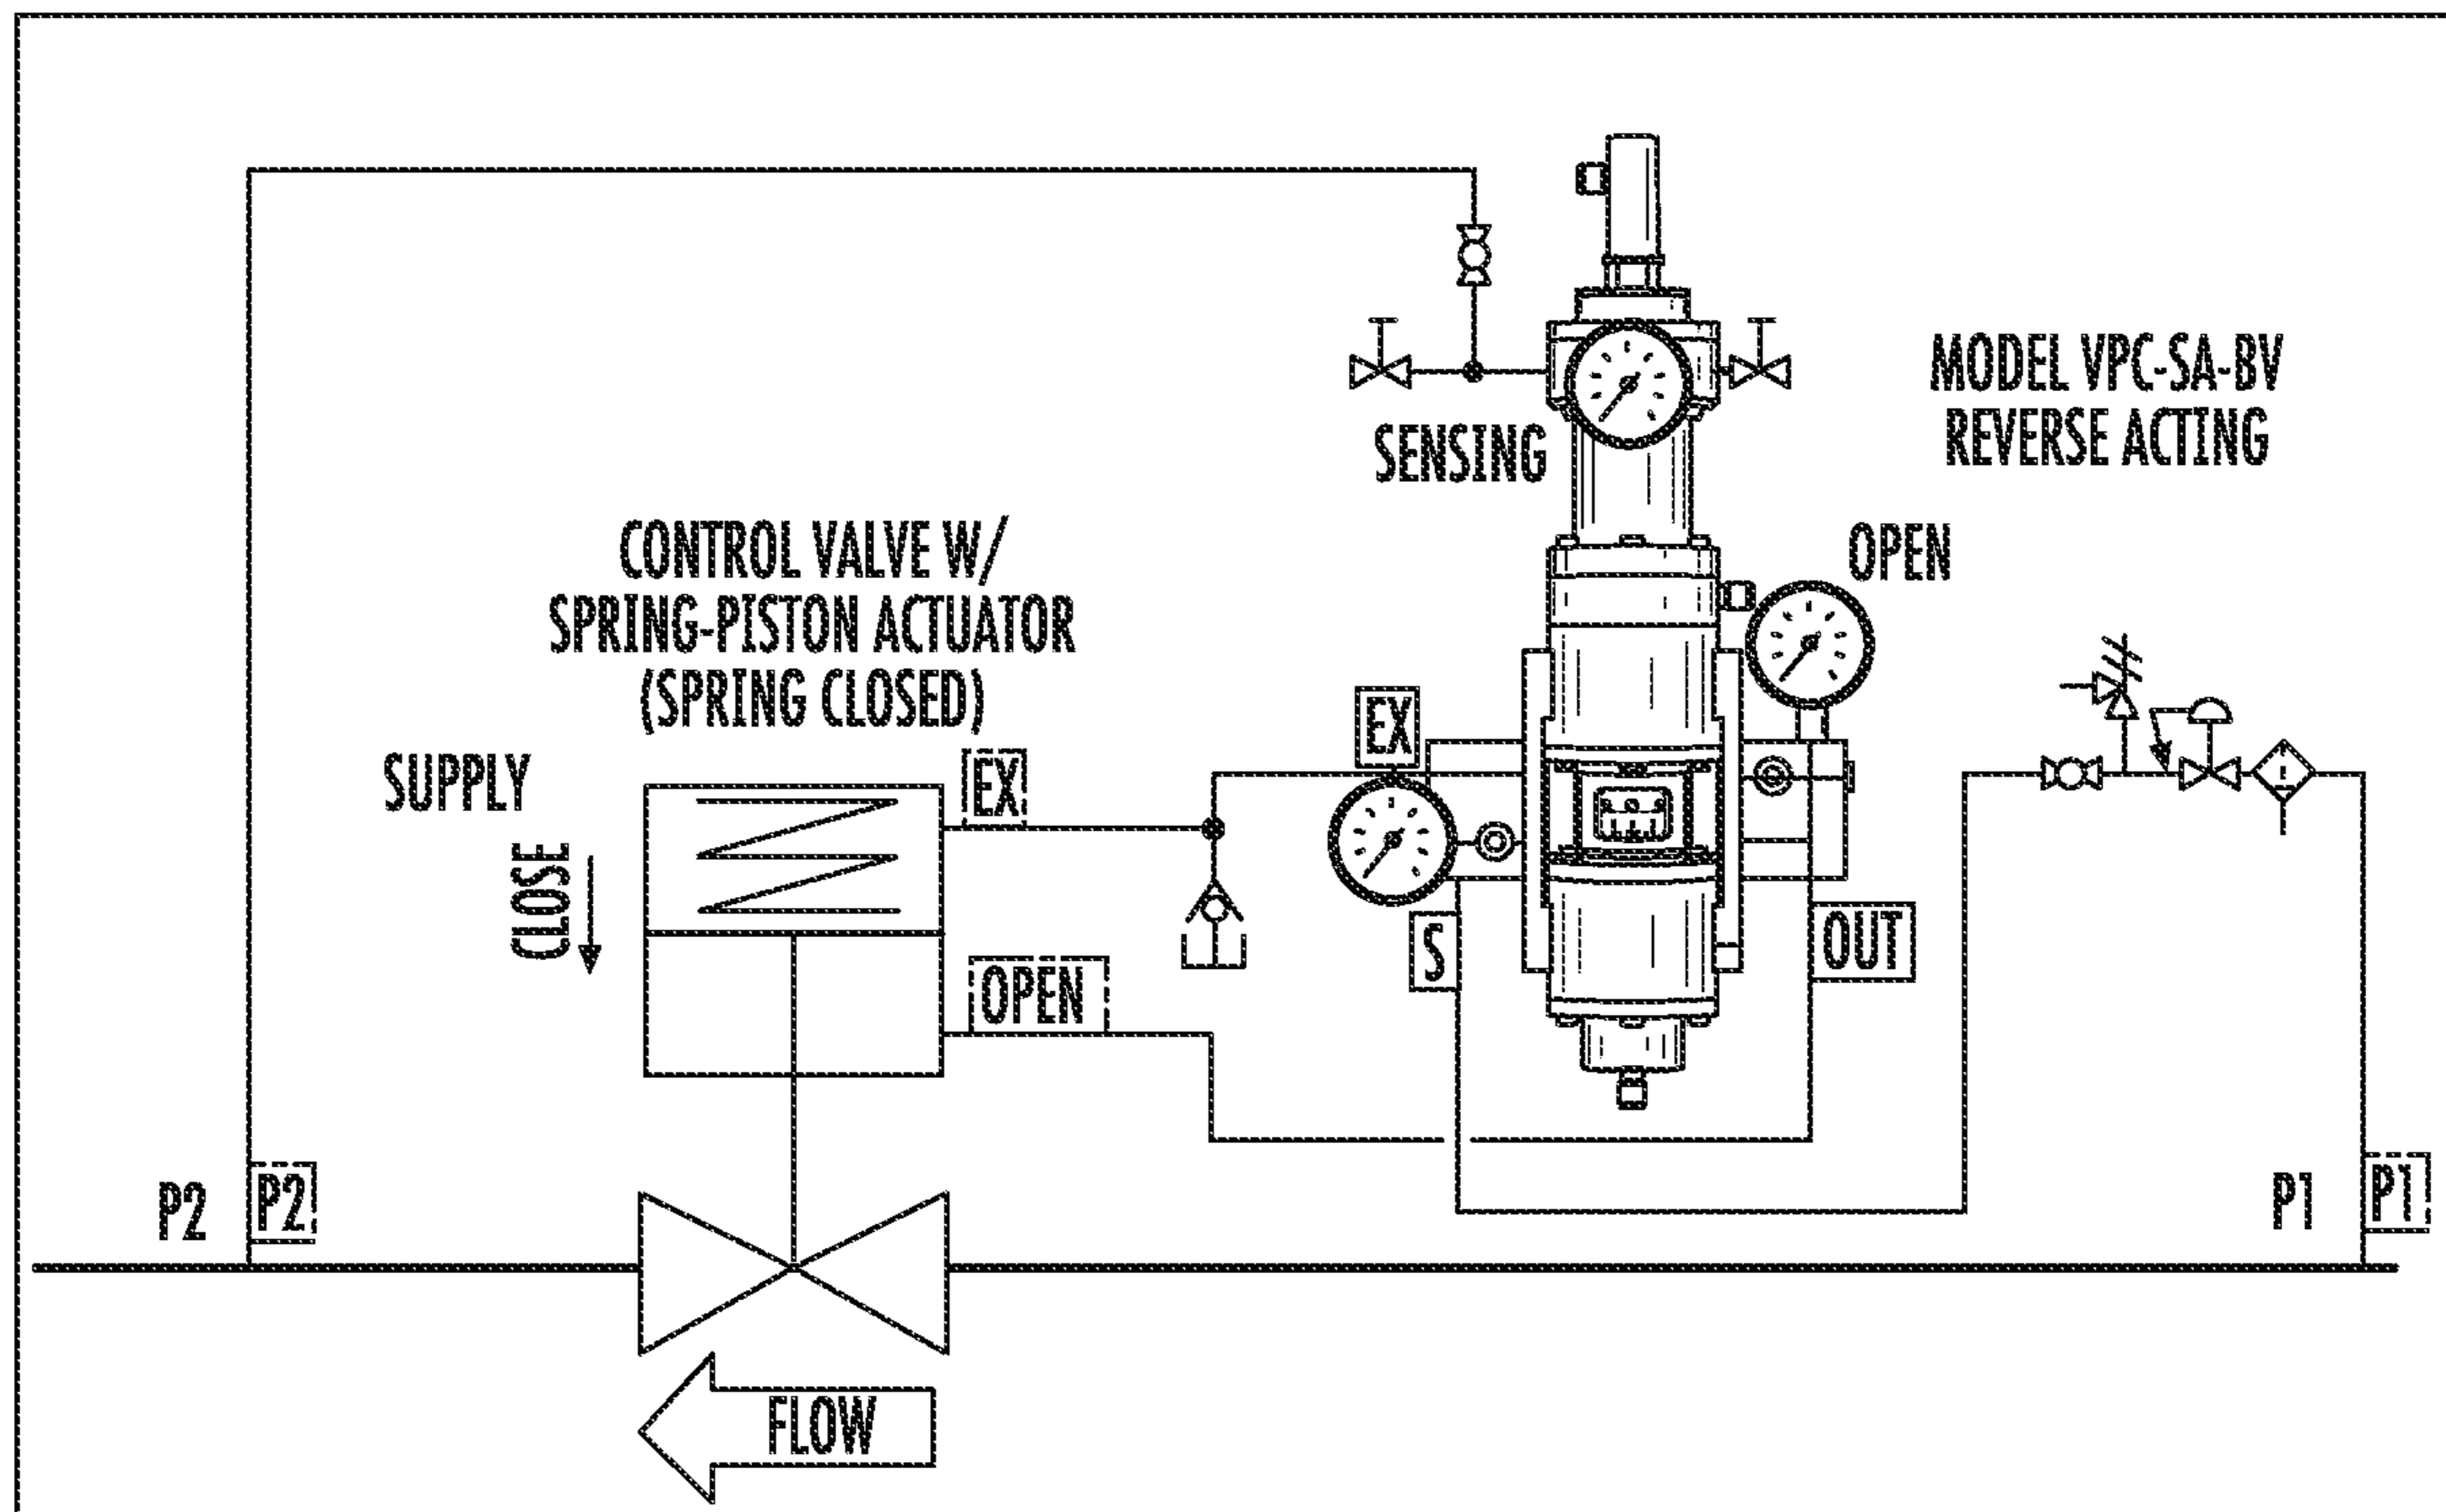 MODEL VPC-SA-BV
REVERSE ACTING
SENSING
CONTROL VALVE W/
SPRING-PISTON ACTUATOR
(SPRING CLOSED)
OPEN
SUPPLY
EX
EX
CLOSE
S
OUT
OPEN
P2
P2
P1
P1
FLOW